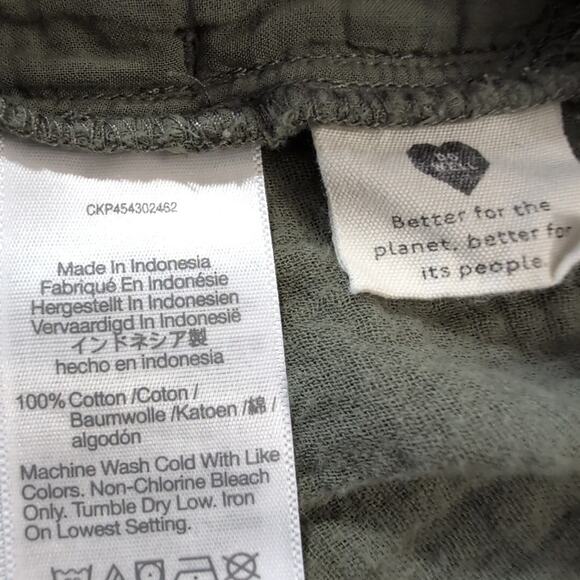 CKP454302462
Made In Indonesia
Fabriqué En Indonésie
Hergestellt In Indonesien
Vervaardigd In Indonesië
インドネシア製
hecho en indonesia
100% Cotton /Coton /
Baumwolle /Katoen /綿 /
algodón
Machine Wash Cold With Like
Colors. Non-Chlorine Bleach
Only. Tumble Dry Low. Iron
On Lowest Setting.
DO
WELL
Better for the
planet, better for
its people